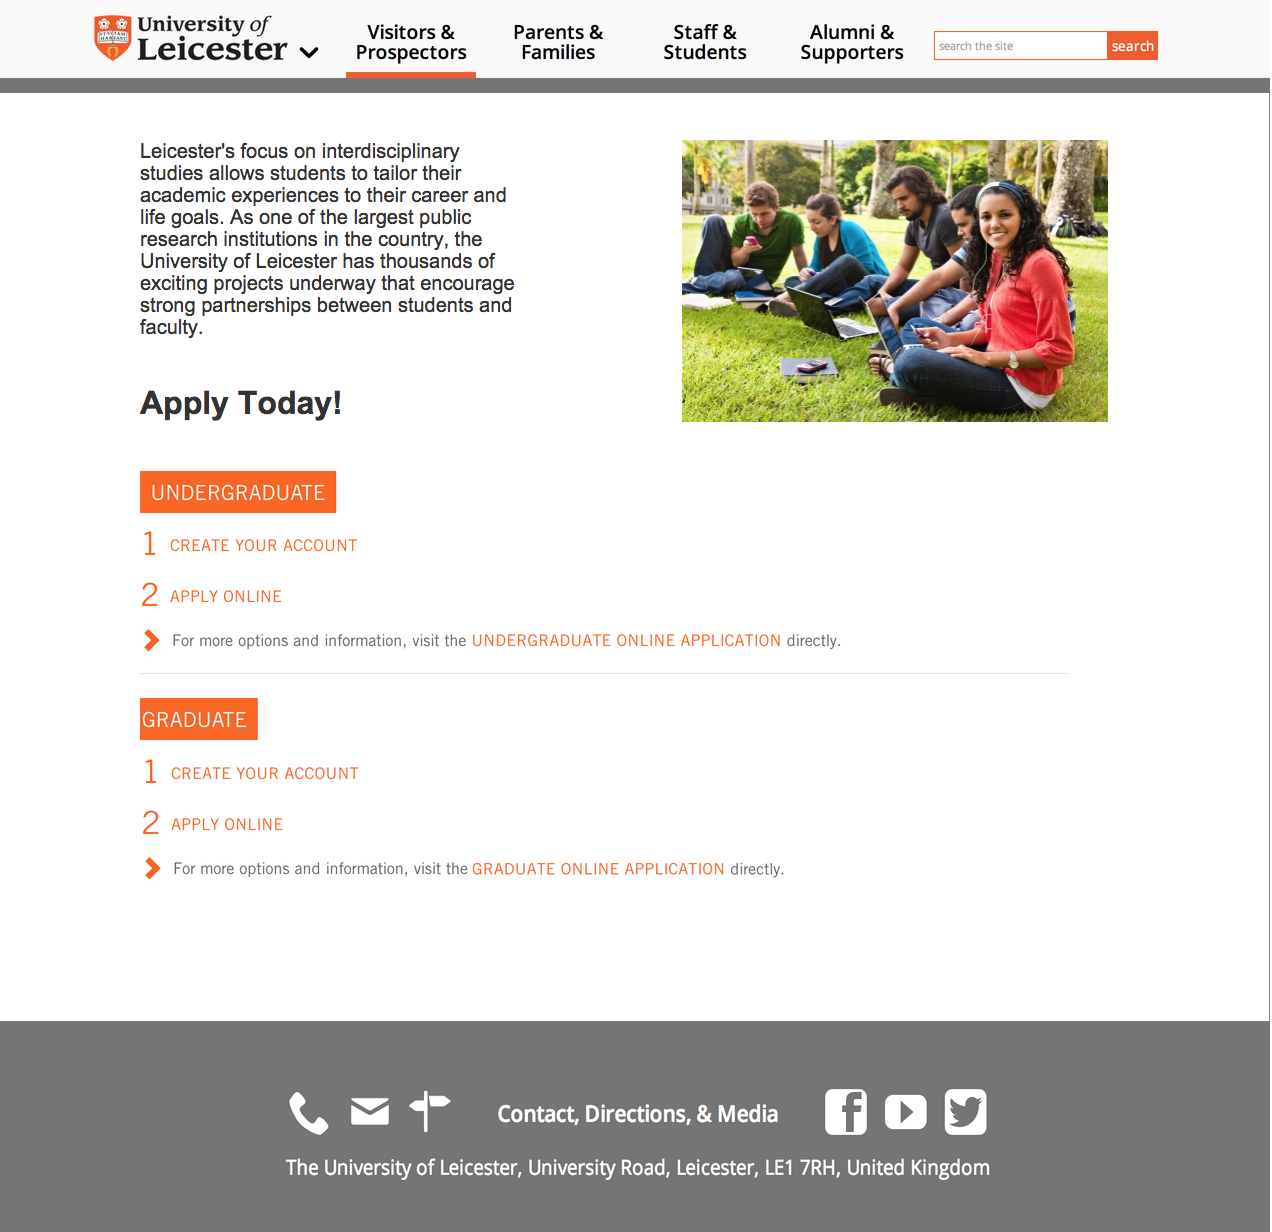 University of
Leicester
Visitors &
Prospectors
Parents &
Families
Staff &
Students
Alumni &
Supporters
search the site
search
Leicester's focus on interdisciplinary
studies allows students to tailor their
academic experiences to their career and
life goals. As one of the largest public
research institutions in the country, the
University of Leicester has thousands of
exciting projects underway that encourage
strong partnerships between students and
faculty.
Apply Today!
UNDERGRADUATE
1 CREATE YOUR ACCOUNT
2 APPLY ONLINE
For more options and information, visit the UNDERGRADUATE ONLINE APPLICATION directly.
GRADUATE
1 CREATE YOUR ACCOUNT
2 APPLY ONLINE
For more options and information, visit the GRADUATE ONLINE APPLICATION directly.
Contact, Directions, & Media
The University of Leicester, University Road, Leicester, LE1 7RH, United Kingdom